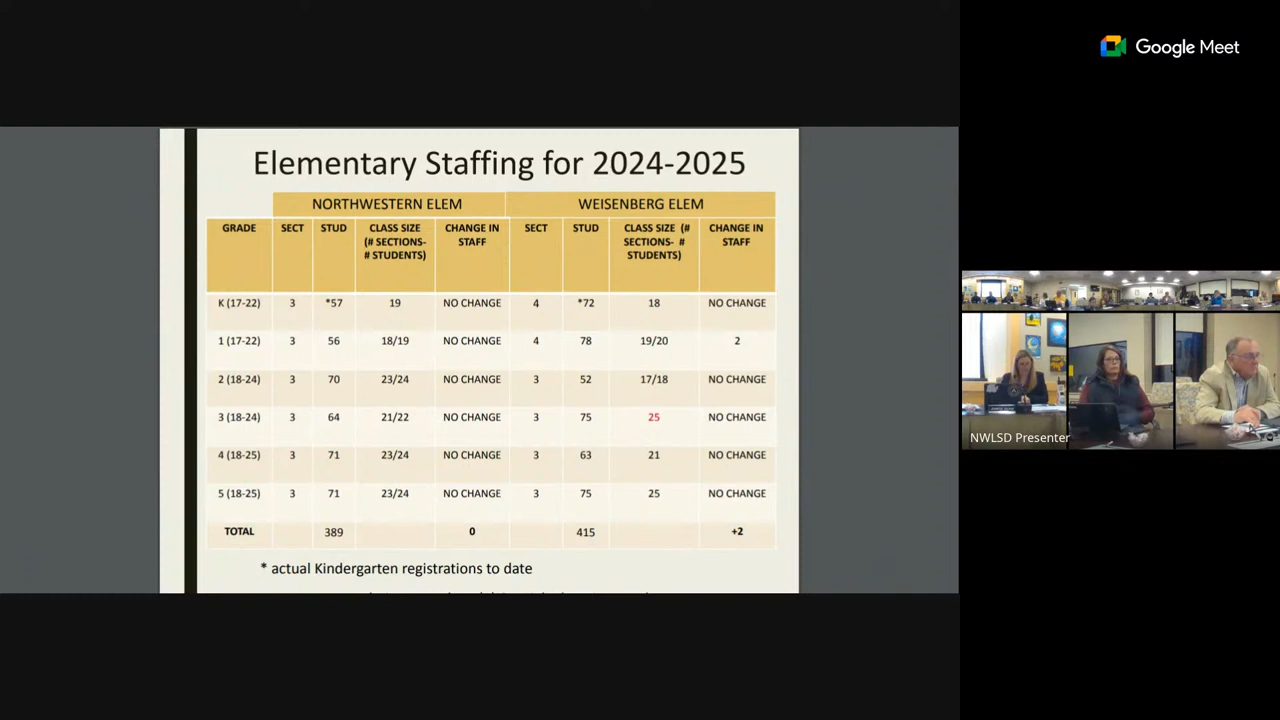 Google Meet
Elementary Staffing for 2024-2025
NORTHWESTERN ELEM WEISENBERG ELEM
GRADE SECT STUD CLASS SIZE (# SECTIONS- # STUDENTS) CHANGE IN STAFF SECT STUD CLASS SIZE (# SECTIONS- # STUDENTS) CHANGE IN STAFF
K (17-22) 3 *57 19 NO CHANGE 4 *72 18 NO CHANGE
1 (17-22) 3 56 18/19 NO CHANGE 4 78 19/20 2
2 (18-24) 3 70 23/24 NO CHANGE 3 52 17/18 NO CHANGE
3 (18-24) 3 64 21/22 NO CHANGE 3 75 25 NO CHANGE
4 (18-25) 3 71 23/24 NO CHANGE 3 63 21 NO CHANGE
5 (18-25) 3 71 23/24 NO CHANGE 3 75 25 NO CHANGE
TOTAL 389 0 415 +2
* actual Kindergarten registrations to date
NWLSD Presenter